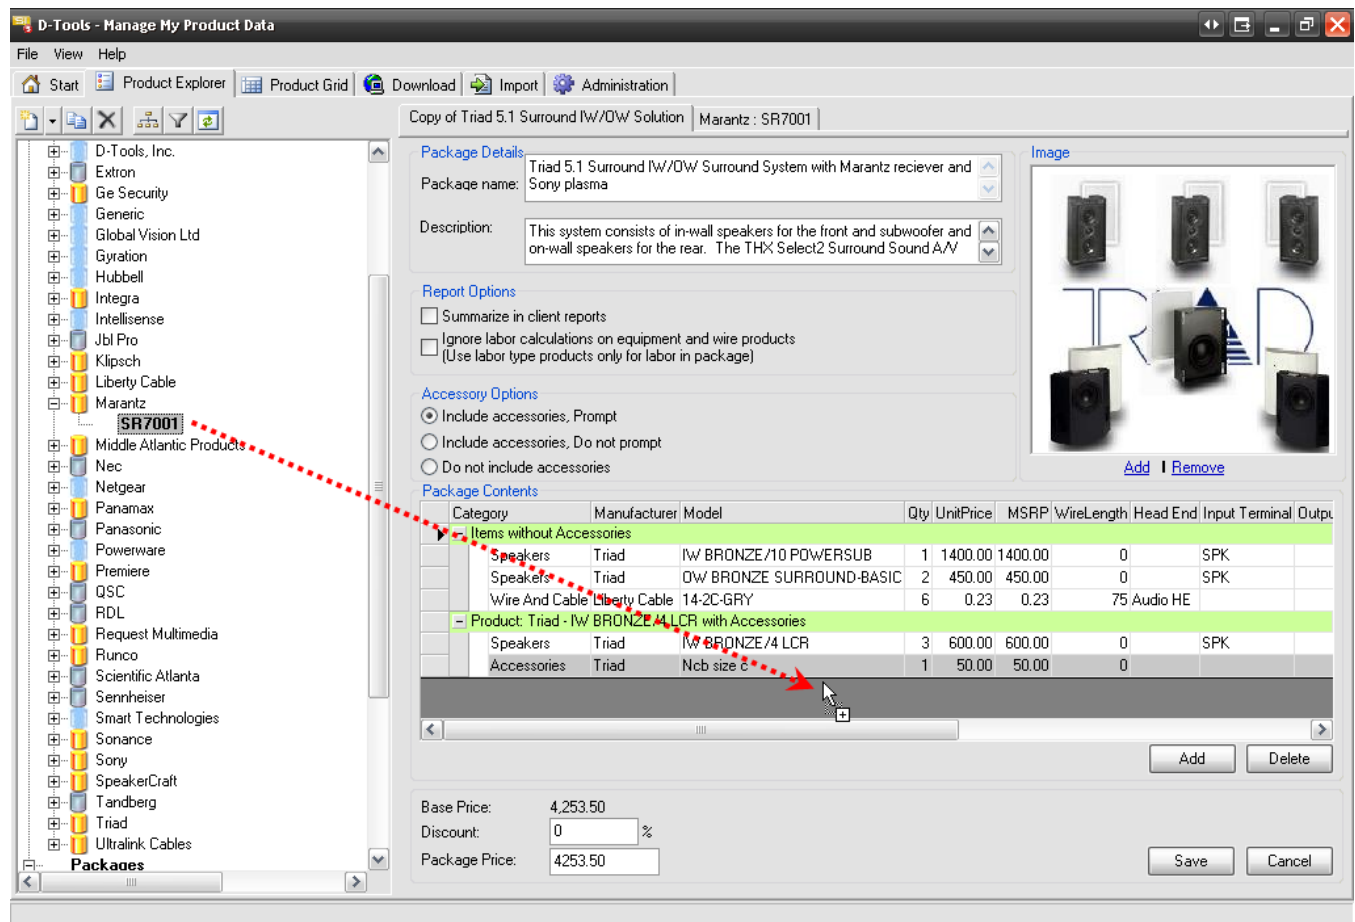 D-Tools - Manage My Product Data
File View Help
Start Product Explorer Product Grid Download Import Administration
Copy of Triad 5.1 Surround IW/OW Solution Marantz : SR7001
D-Tools, Inc.
Extron
Ge Security
Generic
Global Vision Ltd
Gyration
Hubbell
Integra
Intellisense
Jbl Pro
Klipsch
Liberty Cable
Marantz
SR7001
Middle Atlantic Products
Nec
Netgear
Panamax
Panasonic
Powerware
Premiere
QSC
RDL
Request Multimedia
Runco
Scientific Atlanta
Sennheiser
Smart Technologies
Sonance
Sony
SpeakerCraft
Tandberg
Triad
Ultralink Cables
Packages
Package Details
Package name: Triad 5.1 Surround IW/OW Surround System with Marantz reciever and
Sony plasma
Description: This system consists of in-wall speakers for the front and subwoofer and
on-wall speakers for the rear. The THX Select2 Surround Sound A/V
Report Options
Summarize in client reports
Ignore labor calculations on equipment and wire products
(Use labor type products only for labor in package)
Accessory Options
Include accessories, Prompt
Include accessories, Do not prompt
Do not include accessories
Image
TRIAD
Add | Remove
Package Contents
Category Manufacturer Model Qty UnitPrice MSRP WireLength Head End Input Terminal Outpu
Items without Accessories
Speakers Triad IW BRONZE/10 POWERSUB 1 1400.00 1400.00 0 SPK
Speakers Triad OW BRONZE SURROUND-BASIC 2 450.00 450.00 0 SPK
Wire And Cable Liberty Cable 14-2C-GRY 6 0.23 0.23 75 Audio HE
Product: Triad - IW BRONZE/4 LCR with Accessories
Speakers Triad IW BRONZE/4 LCR 3 600.00 600.00 0 SPK
Accessories Triad Ncb size c 1 50.00 50.00 0
Add Delete
Base Price: 4,253.50
Discount: 0 %
Package Price: 4253.50
Save Cancel